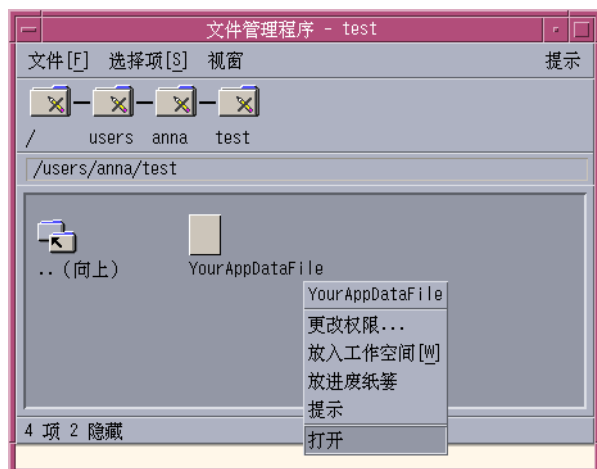 文件管理程序 - test
文件[F] 选择项[S] 视窗 提示
/ users anna test
/users/anna/test
..(向上) YourAppDataFile
YourAppDataFile
更改权限...
放入工作空间[W]
放进废纸篓
提示
打开
4 项 2 隐藏